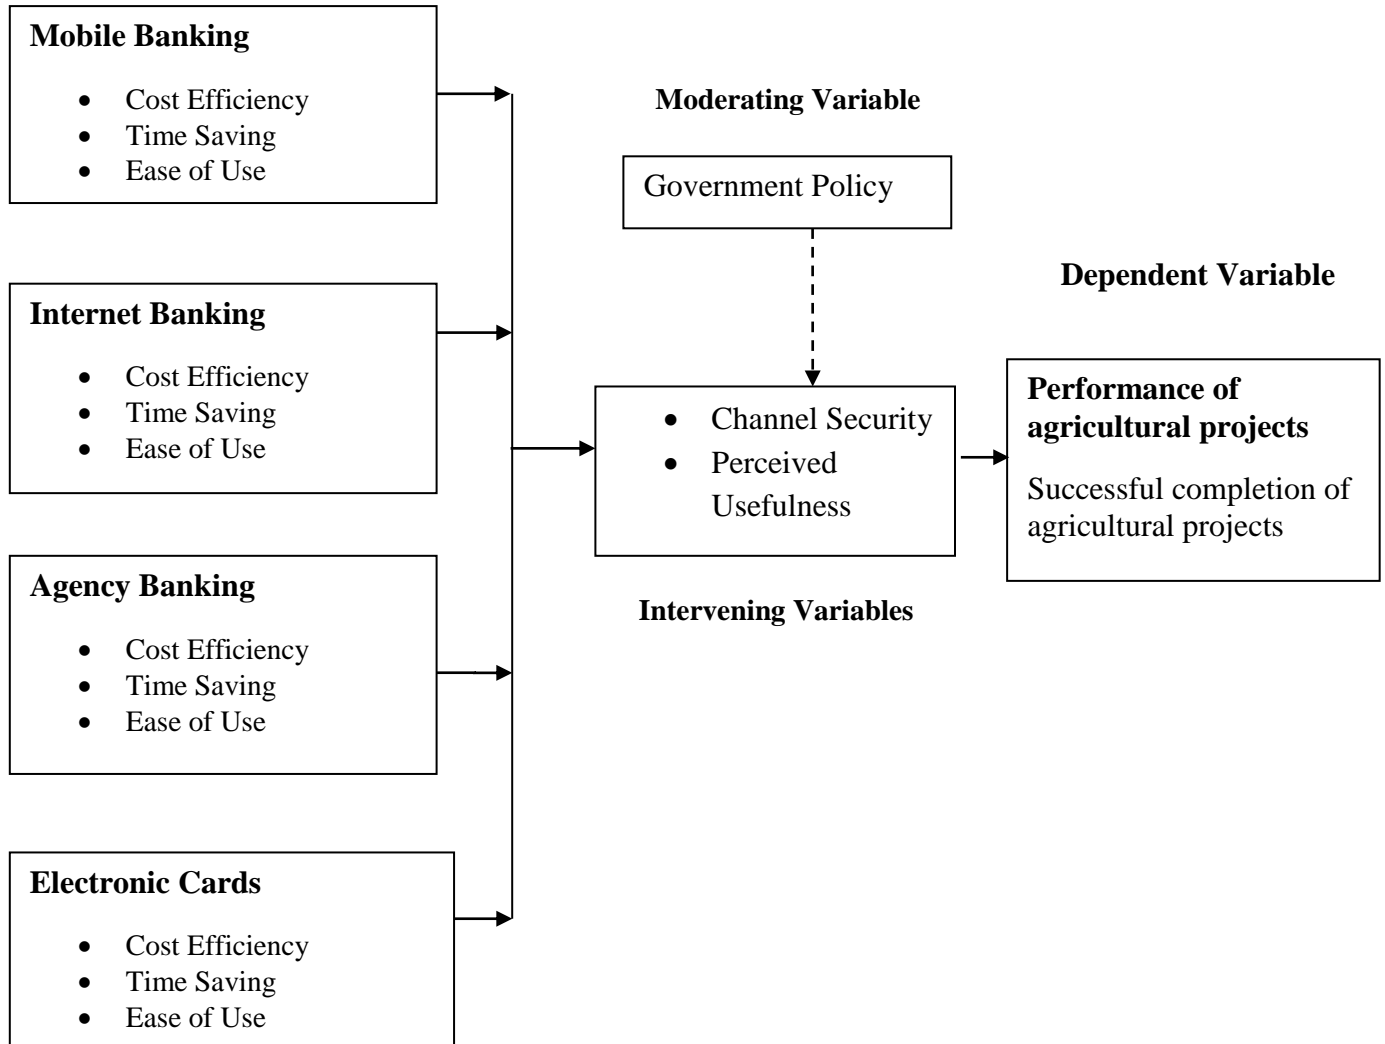 Mobile Banking
• Cost Efficiency
• Time Saving
• Ease of Use
Internet Banking
• Cost Efficiency
• Time Saving
• Ease of Use
Agency Banking
• Cost Efficiency
• Time Saving
• Ease of Use
Electronic Cards
• Cost Efficiency
• Time Saving
• Ease of Use
Moderating Variable
Government Policy
• Channel Security
• Perceived
Usefulness
Intervening Variables
Dependent Variable
Performance of
agricultural projects
Successful completion of
agricultural projects